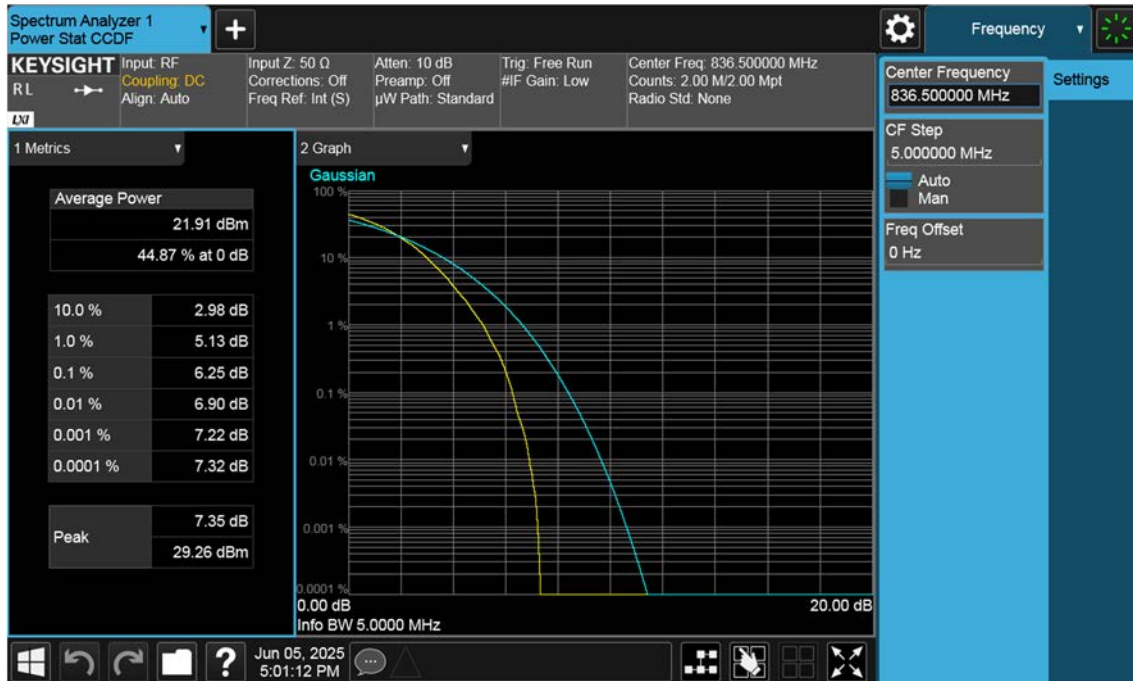 Spectrum Analyzer 1
Power Stat CCDF
Frequency
KEYSIGHT
RL
LXI
Input: RF
Coupling: DC
Align: Auto
Input Z: 50 Ω
Corrections: Off
Freq Ref: Int (S)
Atten: 10 dB
Preamp: Off
µW Path: Standard
Trig: Free Run
#IF Gain: Low
Center Freq: 836.500000 MHz
Counts: 2.00 M/2.00 Mpt
Radio Std: None
Center Frequency
836.500000 MHz
Settings
CF Step
5.000000 MHz
Auto
Man
Freq Offset
0 Hz
1 Metrics
Average Power
21.91 dBm
44.87 % at 0 dB
10.0 % 2.98 dB
1.0 % 5.13 dB
0.1 % 6.25 dB
0.01 % 6.90 dB
0.001 % 7.22 dB
0.0001 % 7.32 dB
Peak
7.35 dB
29.26 dBm
2 Graph
Gaussian
100 %
10 %
1 %
0.1 %
0.01 %
0.001 %
0.0001 %
0.00 dB 20.00 dB
Info BW 5.0000 MHz
Jun 05, 2025
5:01:12 PM